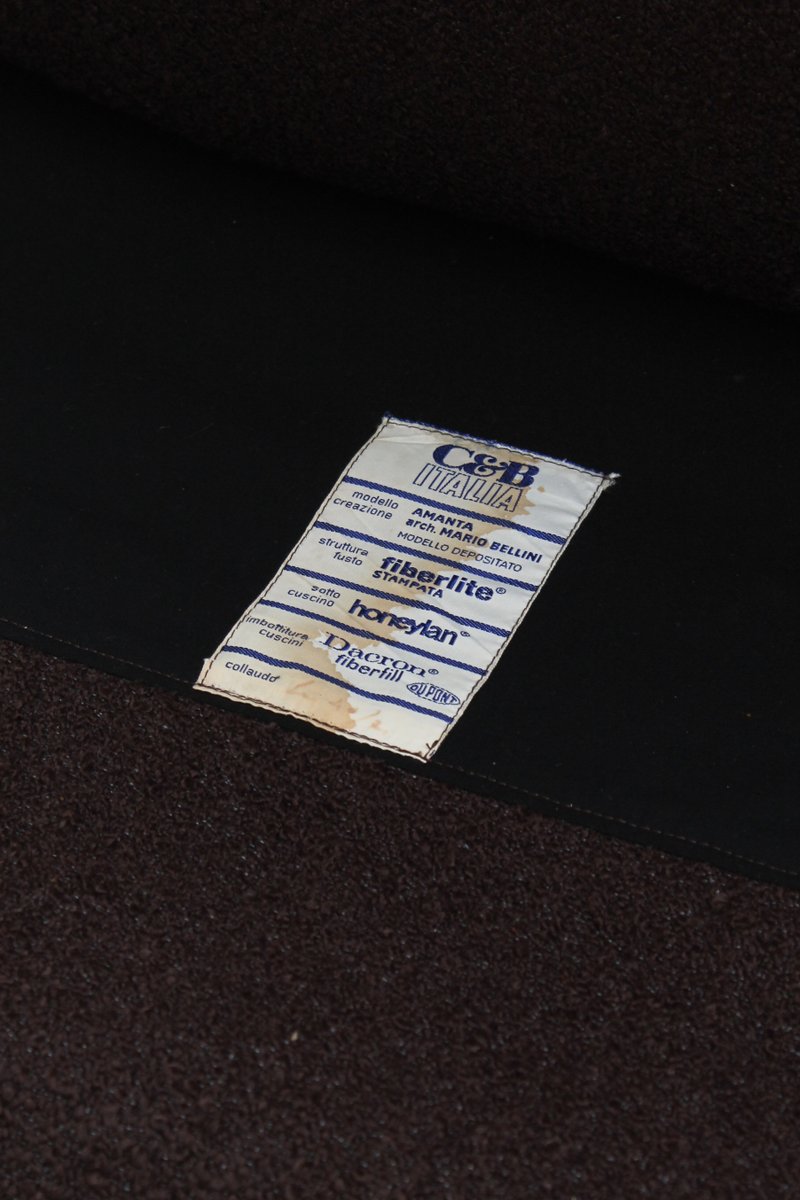 C&B
ITALIA
modello AMANTA
creazione arch. MARIO BELLINI
MODELLO DEPOSITATO
struttura fiberlite®
fusto STAMPATA
sotto
cuscino honeylan®
imbottitura Dacron®
cuscini fiberfill DUPONT
collaudo